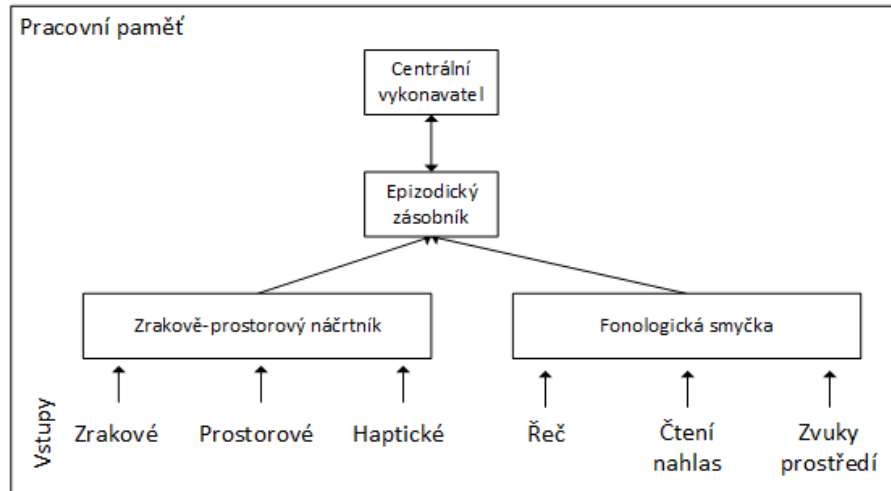 Pracovní paměť
Centrální
vykonavatel
Epizodický
zásobník
Zrakově-prostorový náčrtník
Fonologická smyčka
Vstupy
Zrakové
Prostorové
Haptické
Řeč
Čtení
nahlas
Zvuky
prostředí